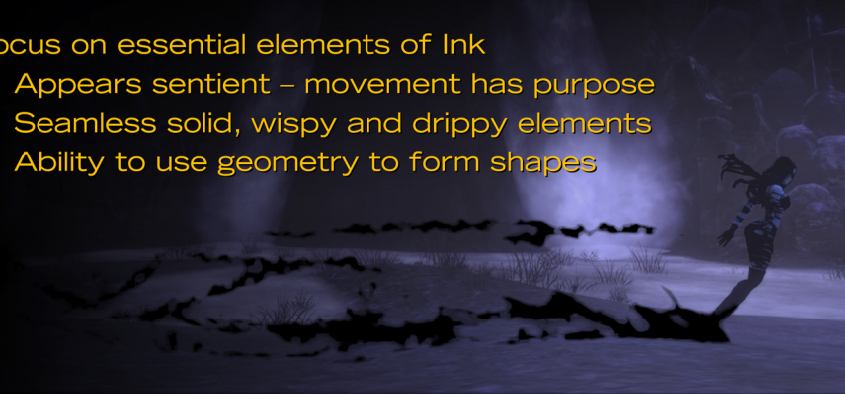 ocus on essential elements of Ink
Appears sentient – movement has purpose
Seamless solid, wispy and drippy elements
Ability to use geometry to form shapes